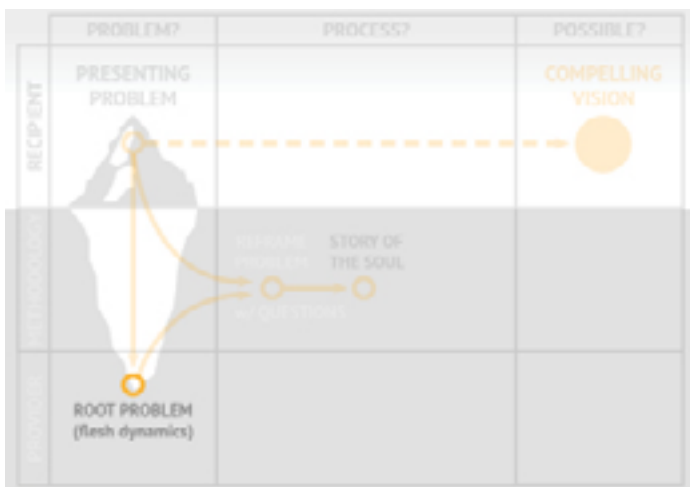 PROBLEM?
PROCESS?
POSSIBLE?
RECIPIENT
PRESENTING
PROBLEM
COMPELLING
VISION
METHODOLOGY
REFRAME
PROBLEM
w/ QUESTIONS
STORY OF
THE SOUL
ROOT PROBLEM
(flesh dynamics)